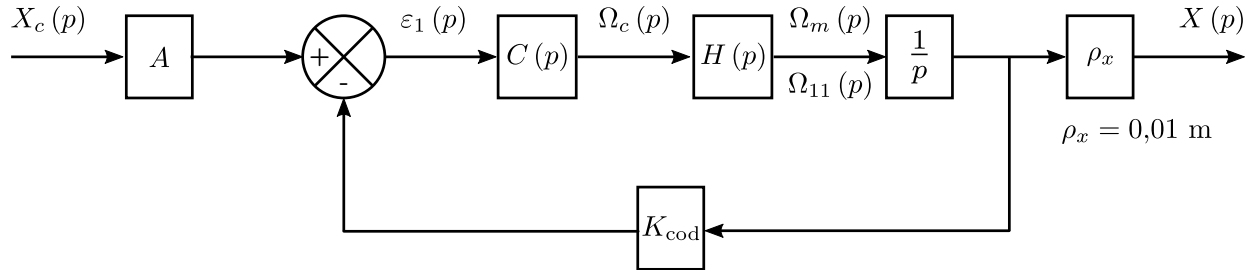 X_c (p)
A
+
-
ε_1 (p)
C (p)
Ω_c (p)
H (p)
Ω_m (p)
Ω_11 (p)
1/p
ρ_x
X (p)
ρ_x = 0,01 m
K_cod